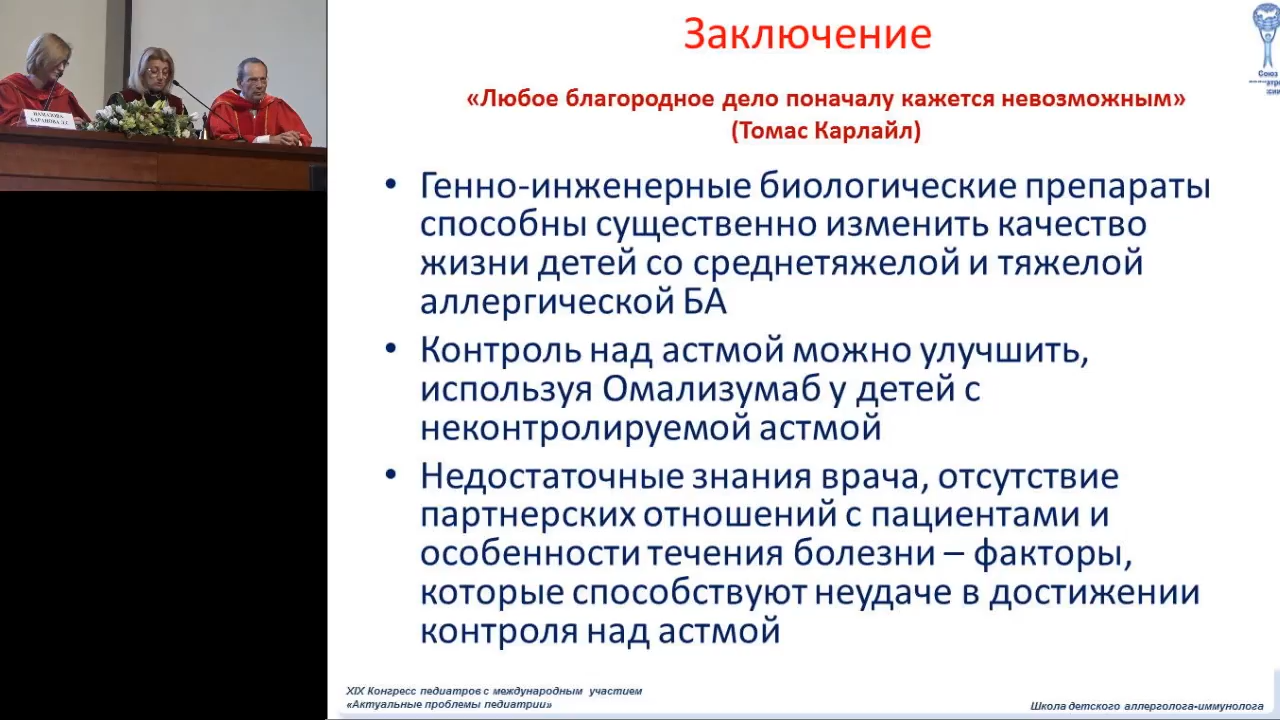 Заключение
«Любое благородное дело поначалу кажется невозможным»
(Томас Карлайл)
• Генно-инженерные биологические препараты
способны существенно изменить качество
жизни детей со среднетяжелой и тяжелой
аллергической БА
• Контроль над астмой можно улучшить,
используя Омализумаб у детей с
неконтролируемой астмой
• Недостаточные знания врача, отсутствие
партнерских отношений с пациентами и
особенности течения болезни – факторы,
которые способствуют неудаче в достижении
контроля над астмой
XIX Конгресс педиатров с международным участием
«Актуальные проблемы педиатрии»
Школа детского аллерголога-иммунолога
Союз